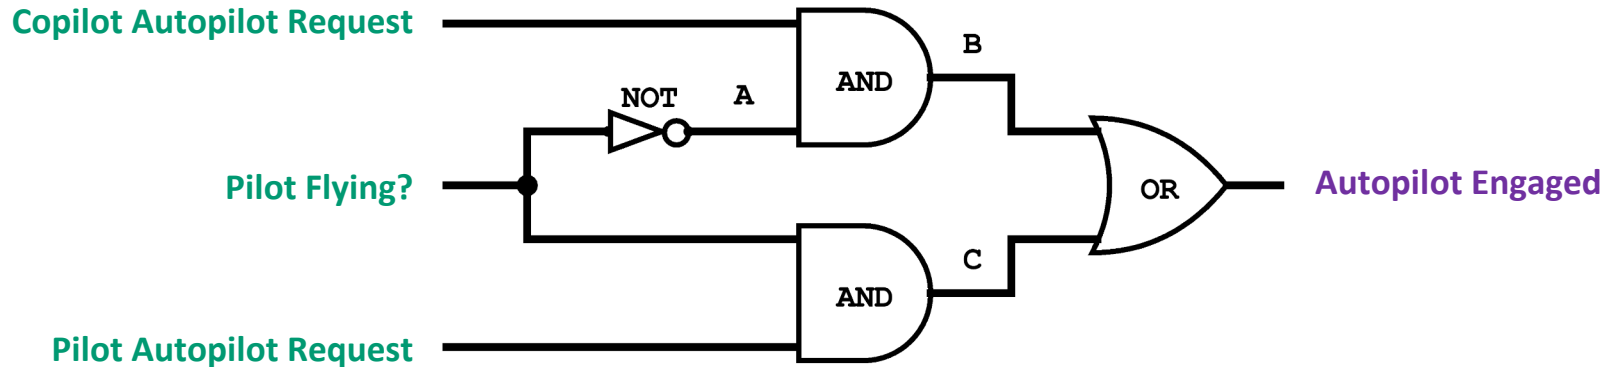 Copilot Autopilot Request
B
AND
NOT
A
Pilot Flying?
OR
Autopilot Engaged
C
AND
Pilot Autopilot Request